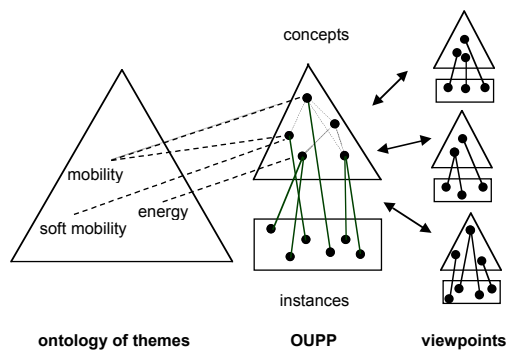 concepts
mobility
energy
soft mobility
instances
ontology of themes
OUPP
viewpoints